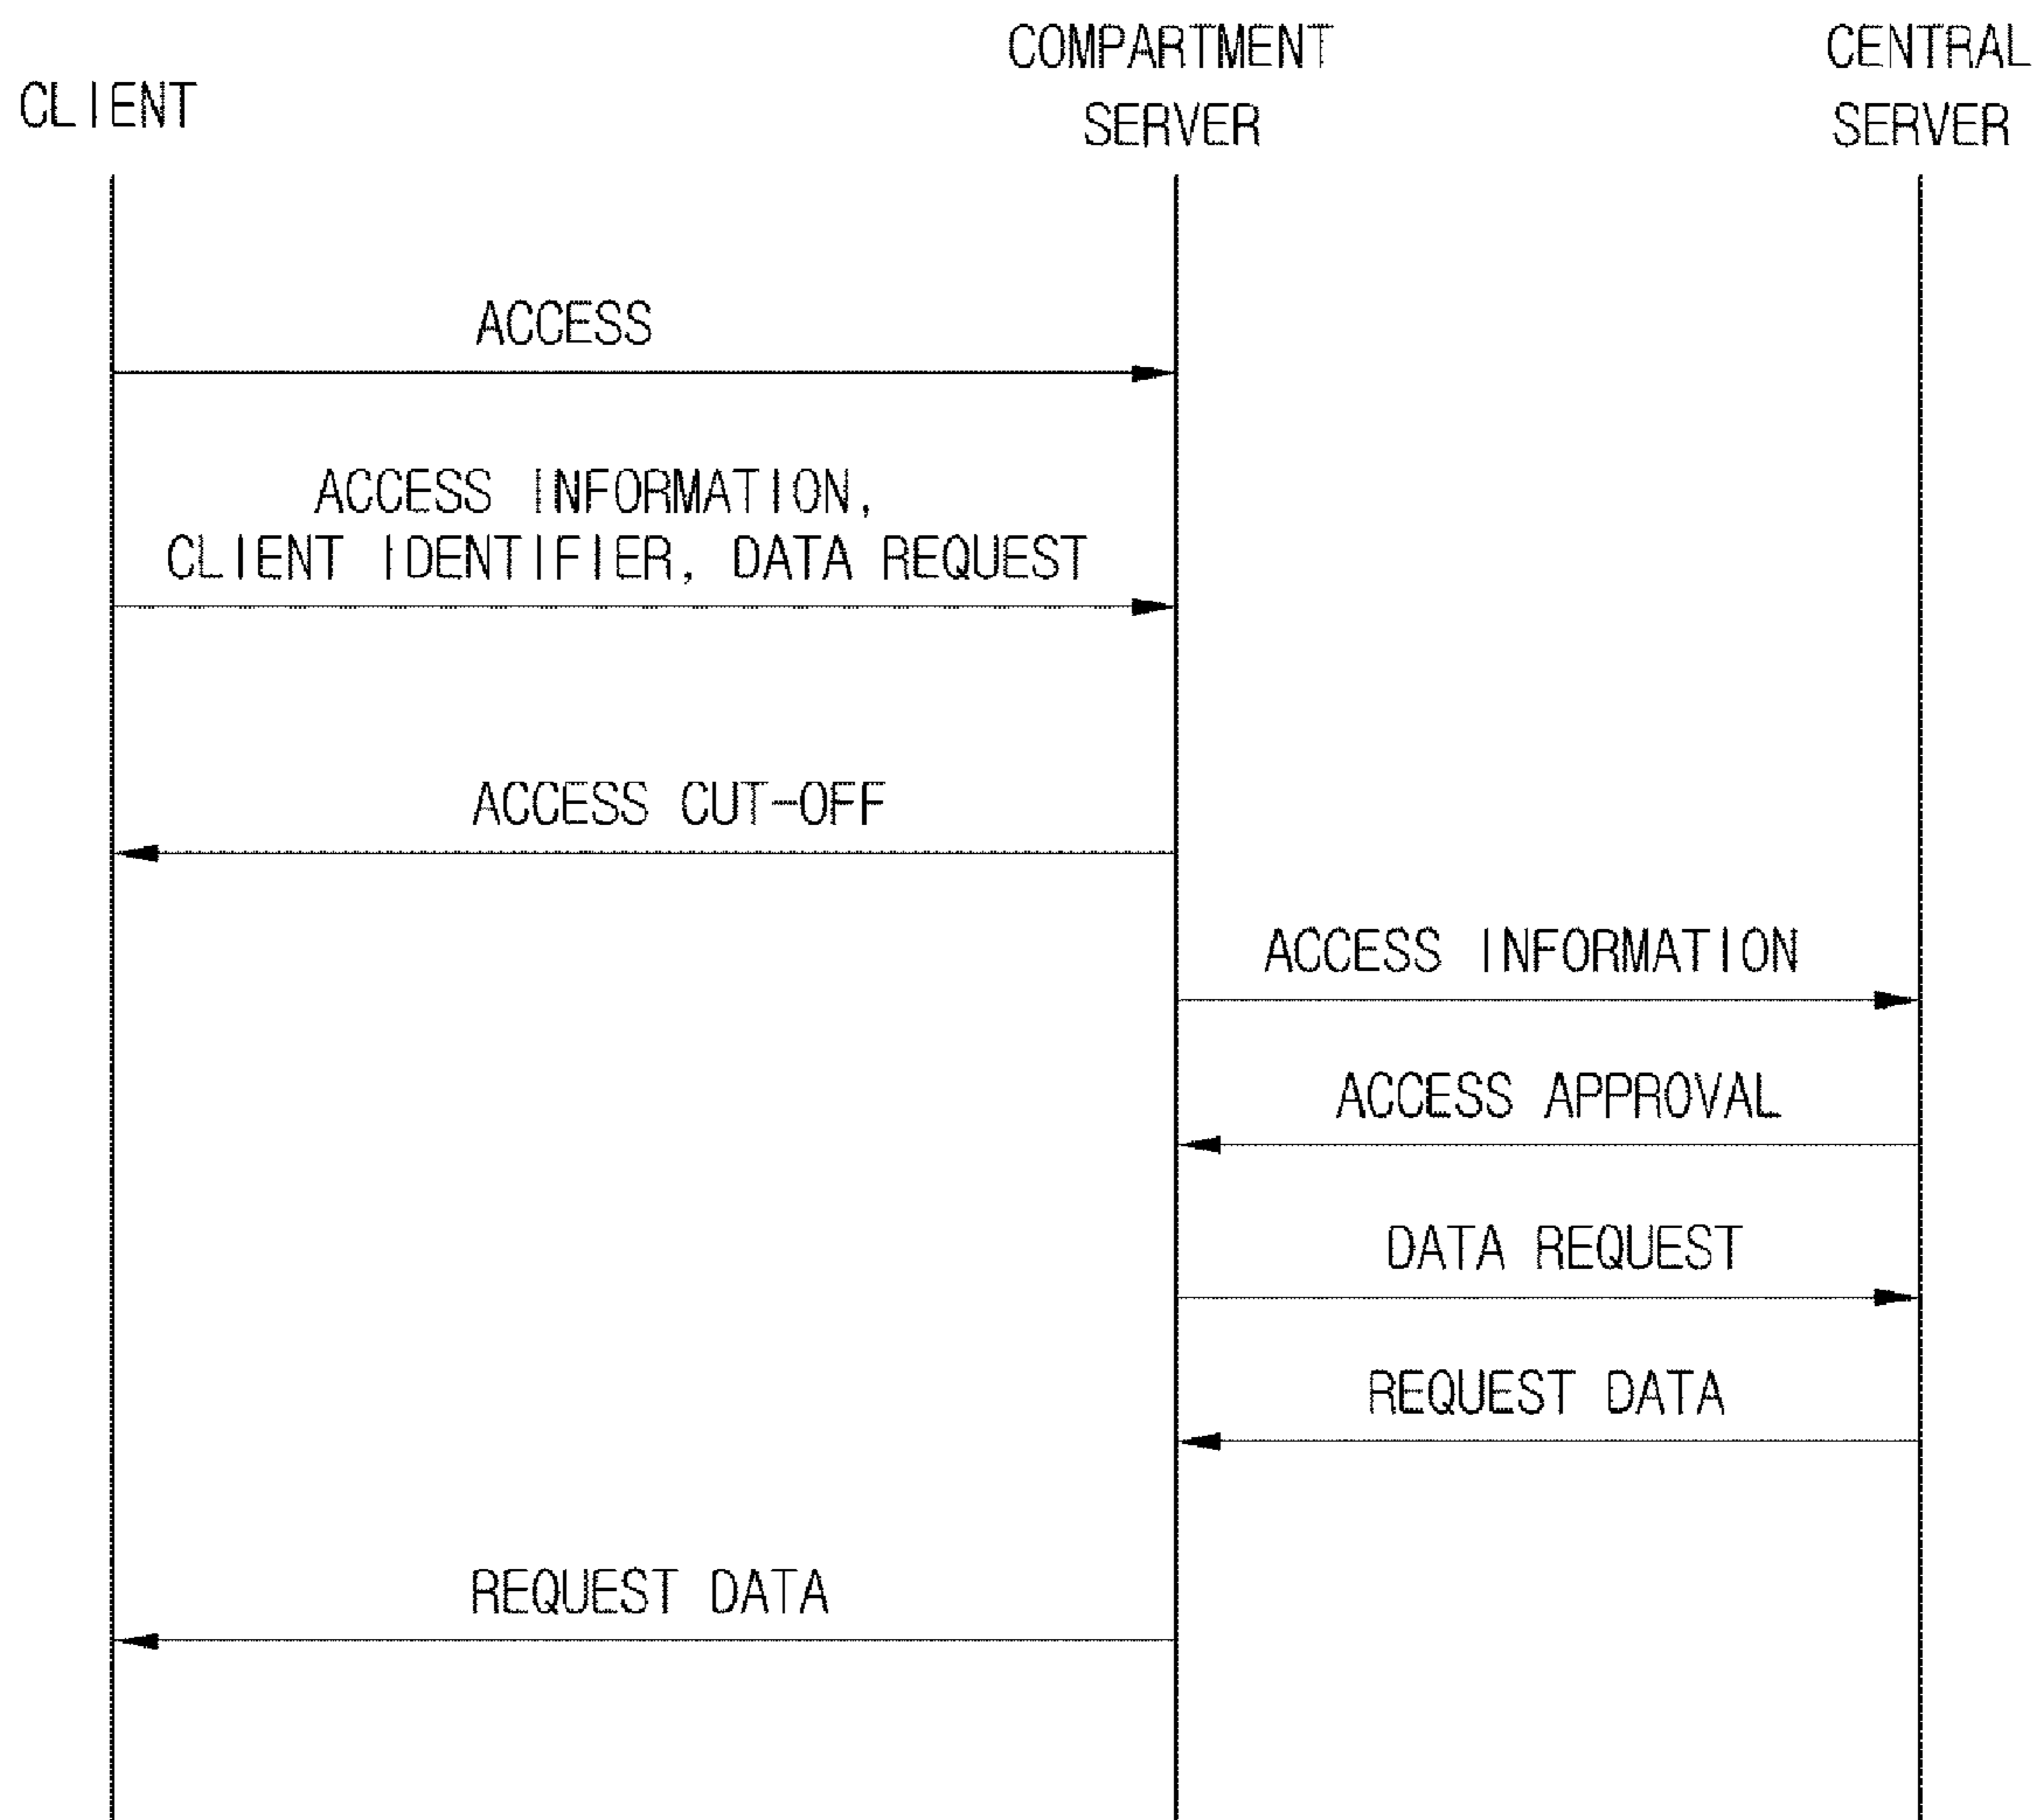 CLIENT
COMPARTMENT
SERVER
CENTRAL
SERVER
ACCESS
ACCESS INFORMATION,
CLIENT IDENTIFIER, DATA REQUEST
ACCESS CUT-OFF
ACCESS INFORMATION
ACCESS APPROVAL
DATA REQUEST
REQUEST DATA
REQUEST DATA